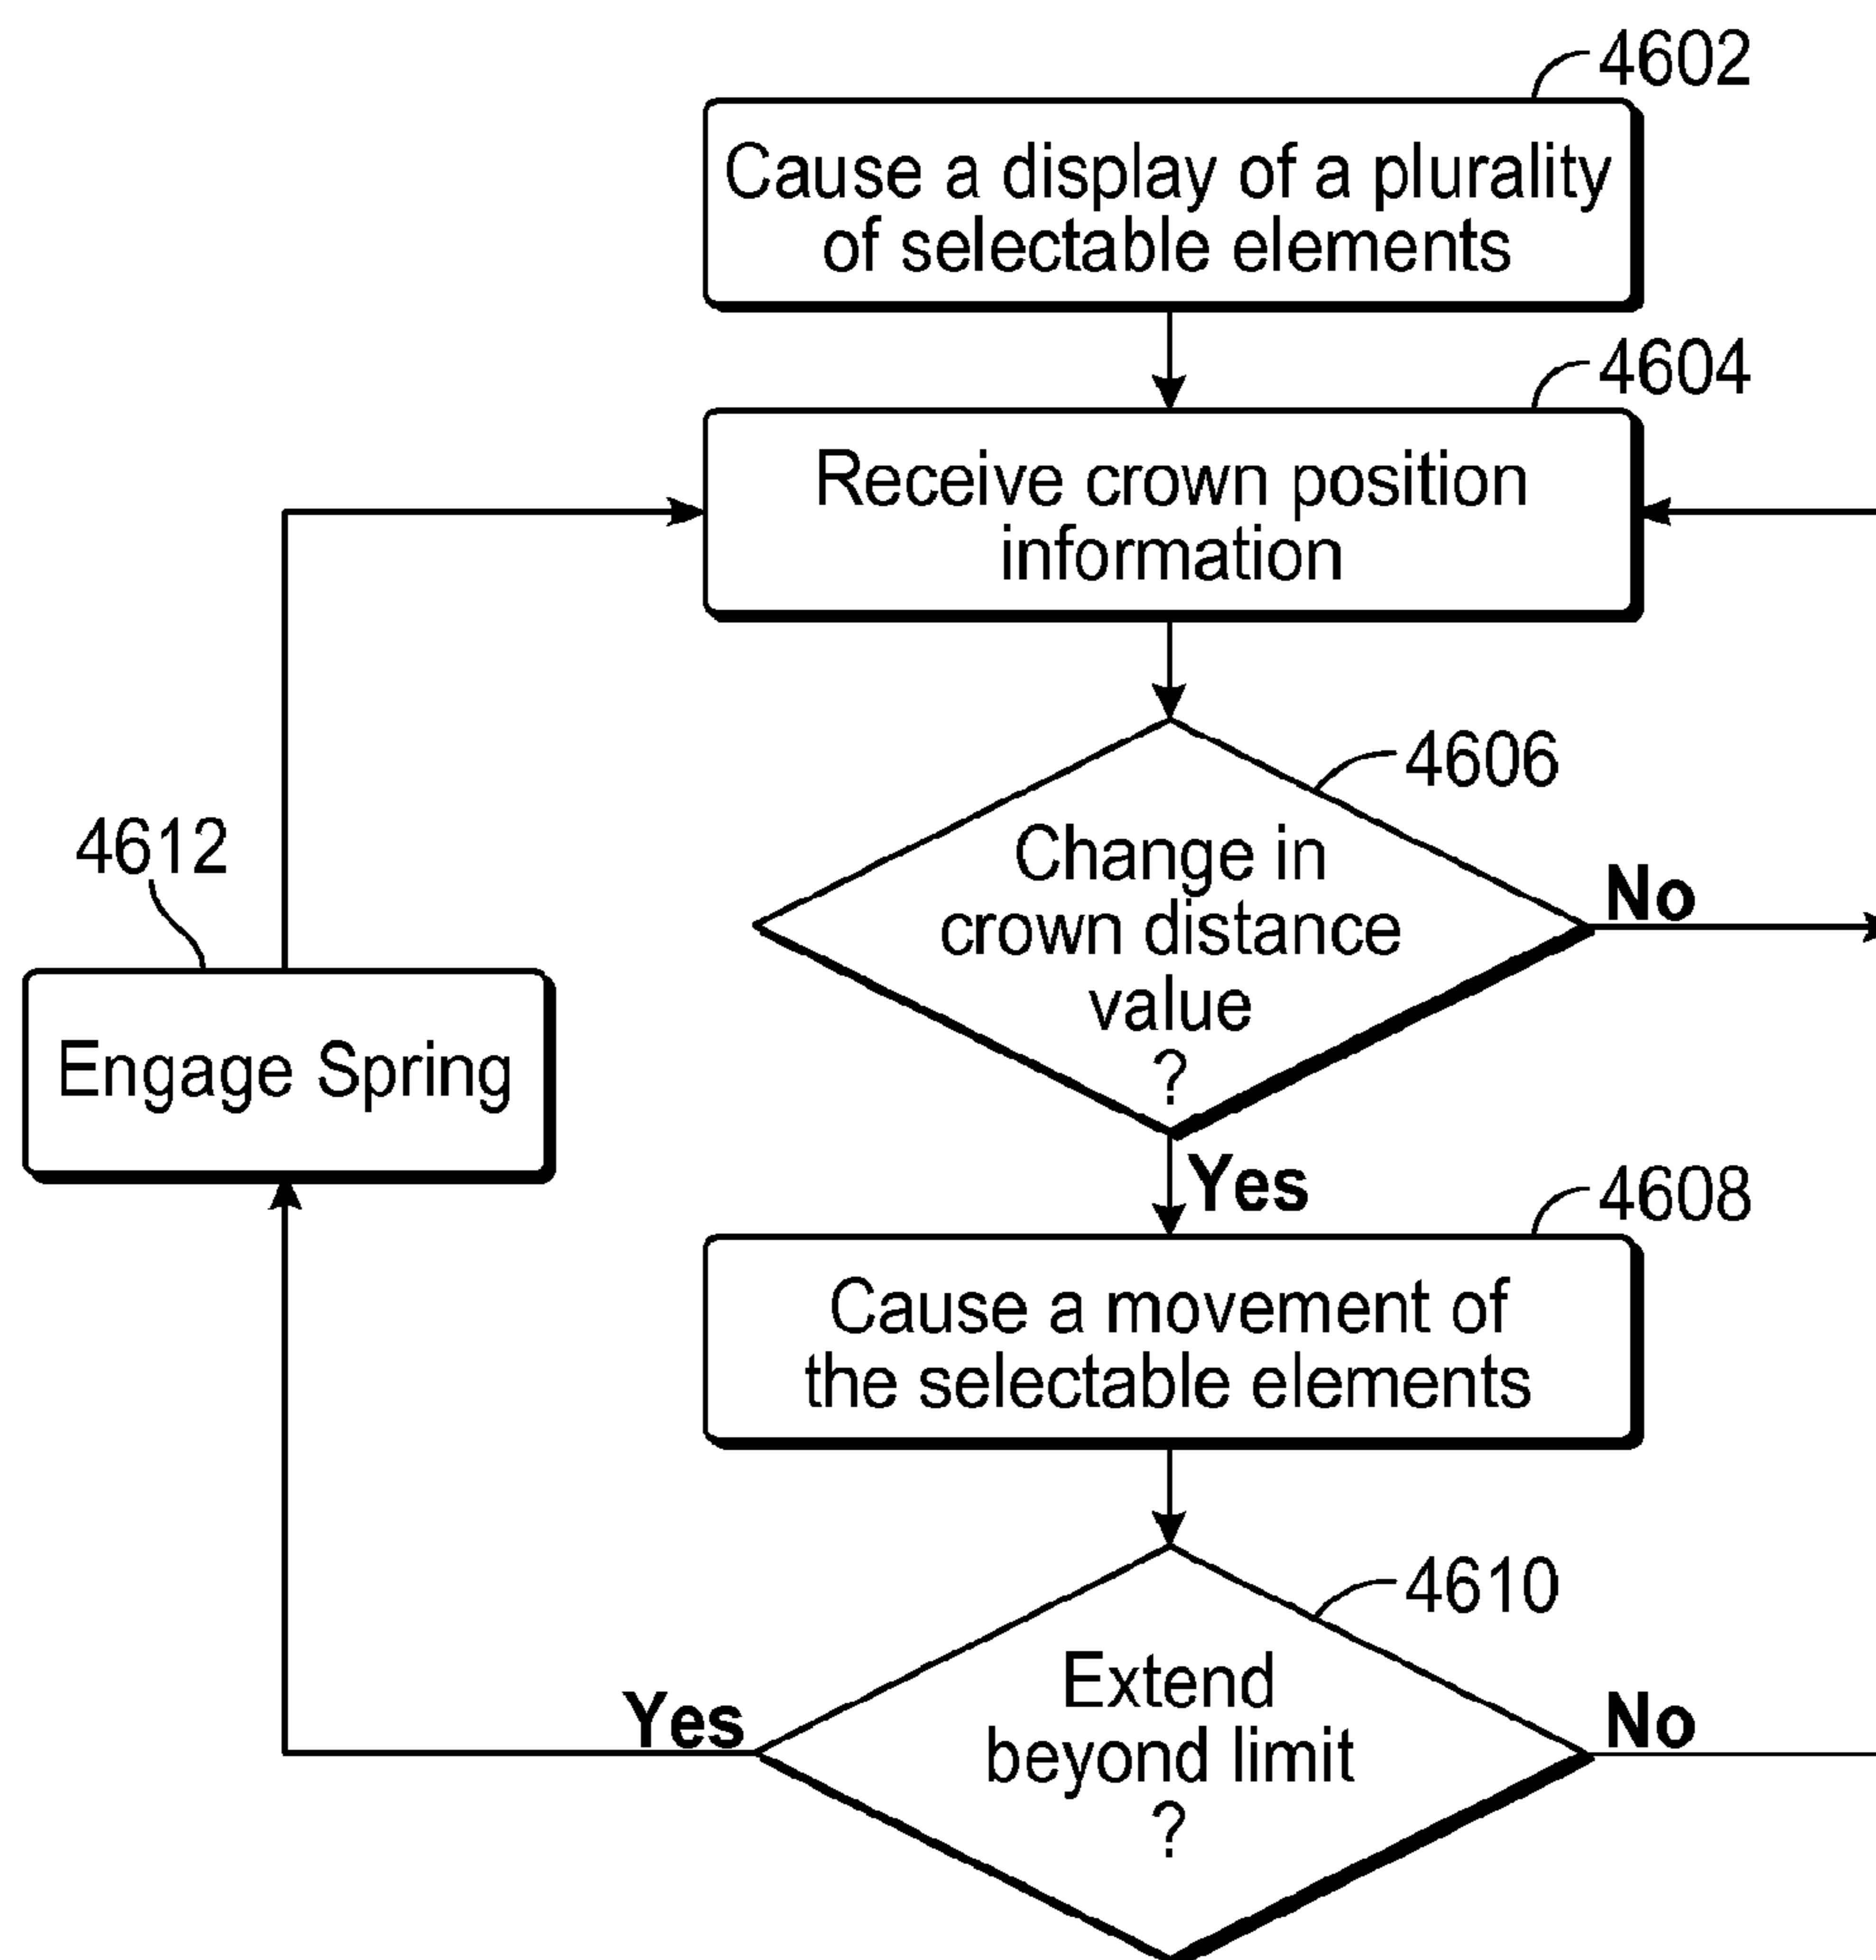 4602
Cause a display of a plurality
of selectable elements
4604
Receive crown position
information
4606
Change in
crown distance
value
?
No
4612
Engage Spring
Yes
4608
Cause a movement of
the selectable elements
4610
Extend
beyond limit
?
Yes
No